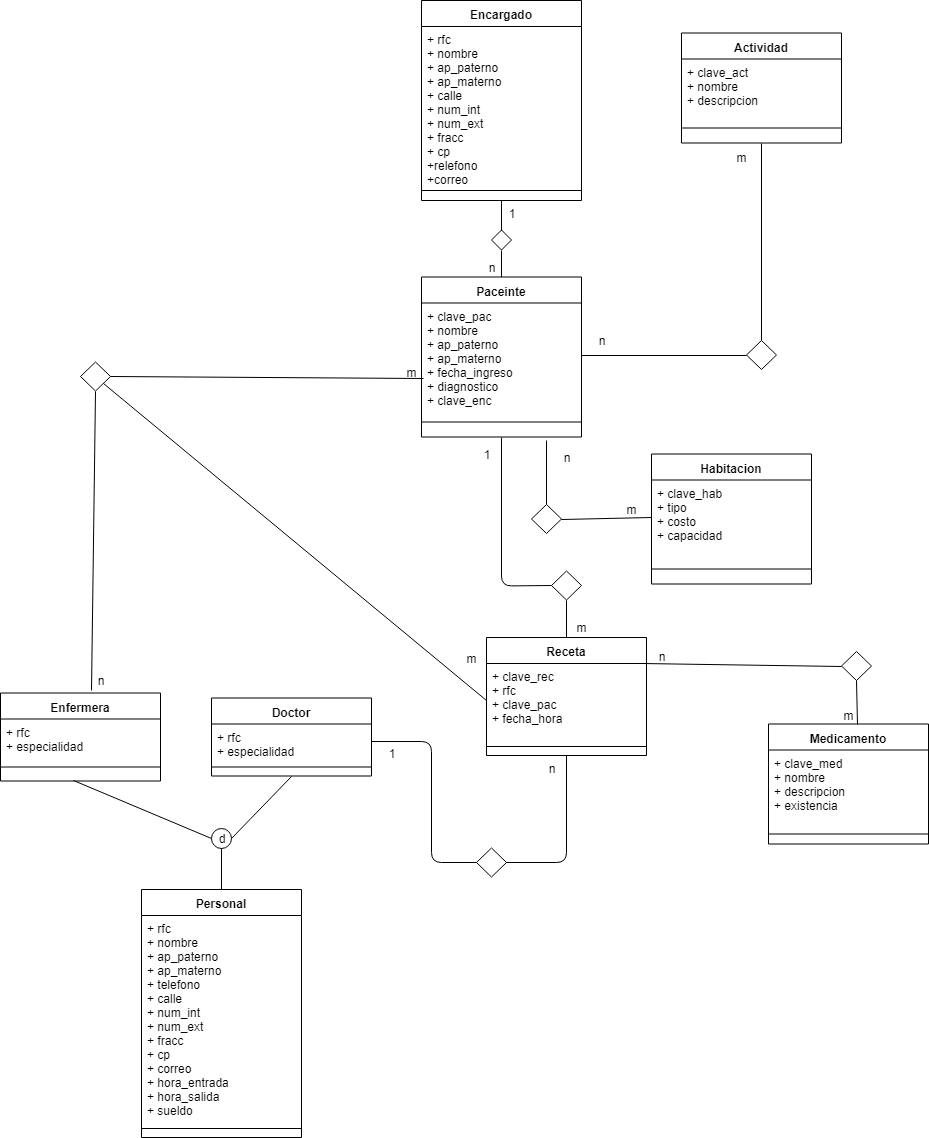 Encargado
+ rfc
+ nombre
+ ap_paterno
+ ap_materno
+ calle
+ num_int
+ num_ext
+ fracc
+ cp
+relefono
+correo
1
n
Actividad
+ clave_act
+ nombre
+ descripcion
m
n
Paceinte
+ clave_pac
+ nombre
+ ap_paterno
+ ap_materno
+ fecha_ingreso
+ diagnostico
+ clave_enc
m
1
n
Habitacion
+ clave_hab
+ tipo
+ costo
+ capacidad
m
m
Receta
+ clave_rec
+ rfc
+ clave_pac
+ fecha_hora
m
n
n
m
Medicamento
+ clave_med
+ nombre
+ descripcion
+ existencia
n
Enfermera
+ rfc
+ especialidad
Doctor
+ rfc
+ especialidad
1
d
Personal
+ rfc
+ nombre
+ ap_paterno
+ ap_materno
+ telefono
+ calle
+ num_int
+ num_ext
+ fracc
+ cp
+ correo
+ hora_entrada
+ hora_salida
+ sueldo